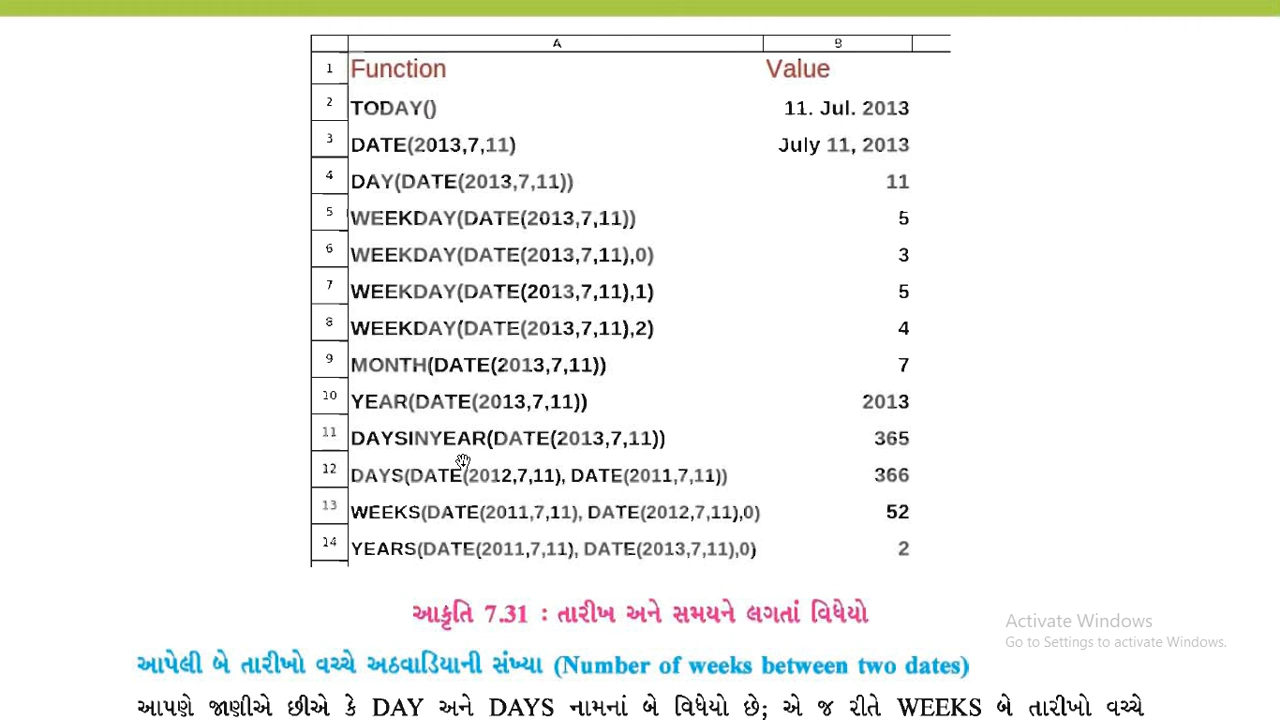 A B
1 Function Value
2 TODAY() 11. Jul. 2013
3 DATE(2013,7,11) July 11, 2013
4 DAY(DATE(2013,7,11)) 11
5 WEEKDAY(DATE(2013,7,11)) 5
6 WEEKDAY(DATE(2013,7,11),0) 3
7 WEEKDAY(DATE(2013,7,11),1) 5
8 WEEKDAY(DATE(2013,7,11),2) 4
9 MONTH(DATE(2013,7,11)) 7
10 YEAR(DATE(2013,7,11)) 2013
11 DAYSINYEAR(DATE(2013,7,11)) 365
12 DAYS(DATE(2012,7,11), DATE(2011,7,11)) 366
13 WEEKS(DATE(2011,7,11), DATE(2012,7,11),0) 52
14 YEARS(DATE(2011,7,11), DATE(2013,7,11),0) 2
આકૃતિ 7.31 : તારીખ અને સમયને લગતાં વિધેયો
Activate Windows
Go to Settings to activate Windows.
આપેલી બે તારીખો વચ્ચે અઠવાડિયાની સંખ્યા (Number of weeks between two dates)
આપણે જાણીએ છીએ કે DAY અને DAYS નામનાં બે વિધેયો છે; એ જ રીતે WEEKS બે તારીખો વચ્ચે